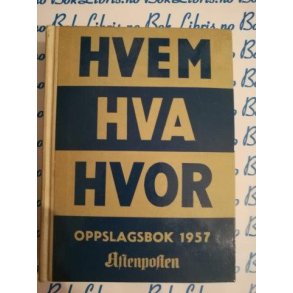 HVEM
HVA
HVOR
OPPSLAGSBOK 1957
Aftenposten